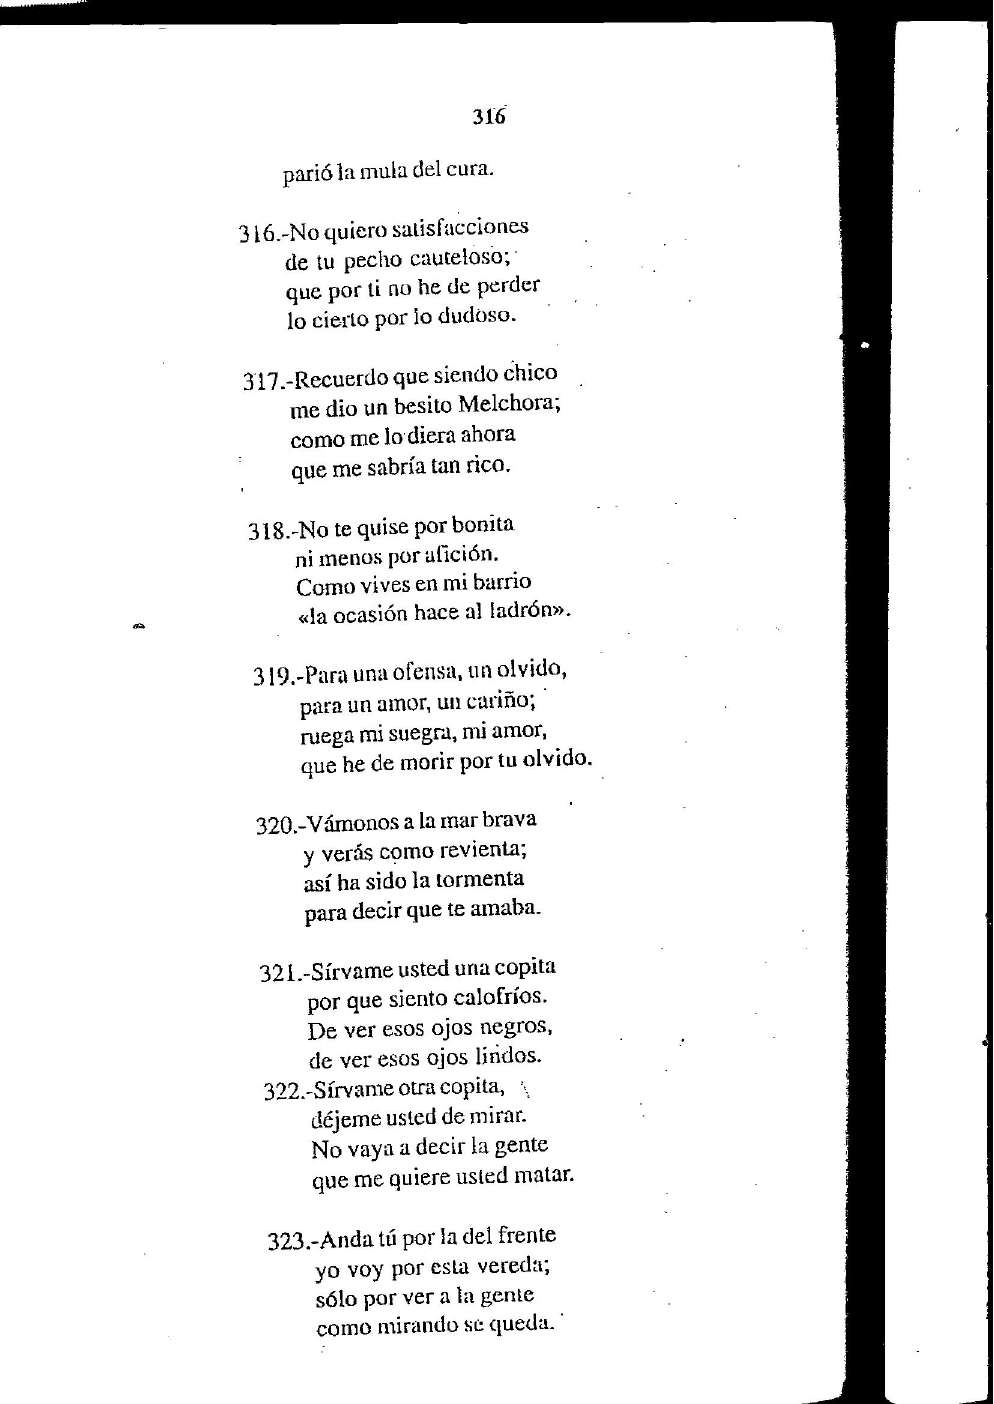 316
parió la mula del cura.
316.-No quiero satisfacciones
de tu pecho cauteloso;
que por ti no he de perder
lo cierto por lo dudoso.
317.-Recuerdo que siendo chico
me dio un besito Melchora;
como me lo diera ahora
que me sabría tan rico.
318.-No te quise por bonita
ni menos por afición.
Como vives en mi barrio
«la ocasión hace al ladrón».
319.-Para una ofensa, un olvido,
para un amor, un cariño;
ruega mi suegra, mi amor,
que he de morir por tu olvido.
320.-Vámonos a la mar brava
y verás como revienta;
así ha sido la tormenta
para decir que te amaba.
321.-Sírvame usted una copita
por que siento calofríos.
De ver esos ojos negros,
de ver esos ojos lindos.
322.-Sírvame otra copita,
déjeme usted de mirar.
No vaya a decir la gente
que me quiere usted matar.
323.-Anda tú por la del frente
yo voy por esta vereda;
sólo por ver a la gente
como mirando se queda.